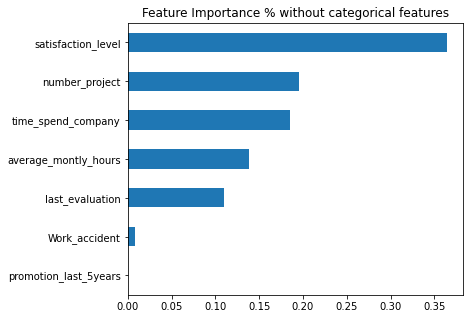 Feature Importance % without categorical features
satisfaction_level
number_project
time_spend_company
average_montly_hours
last_evaluation
Work_accident
promotion_last_5years
0.00 0.05 0.10 0.15 0.20 0.25 0.30 0.35